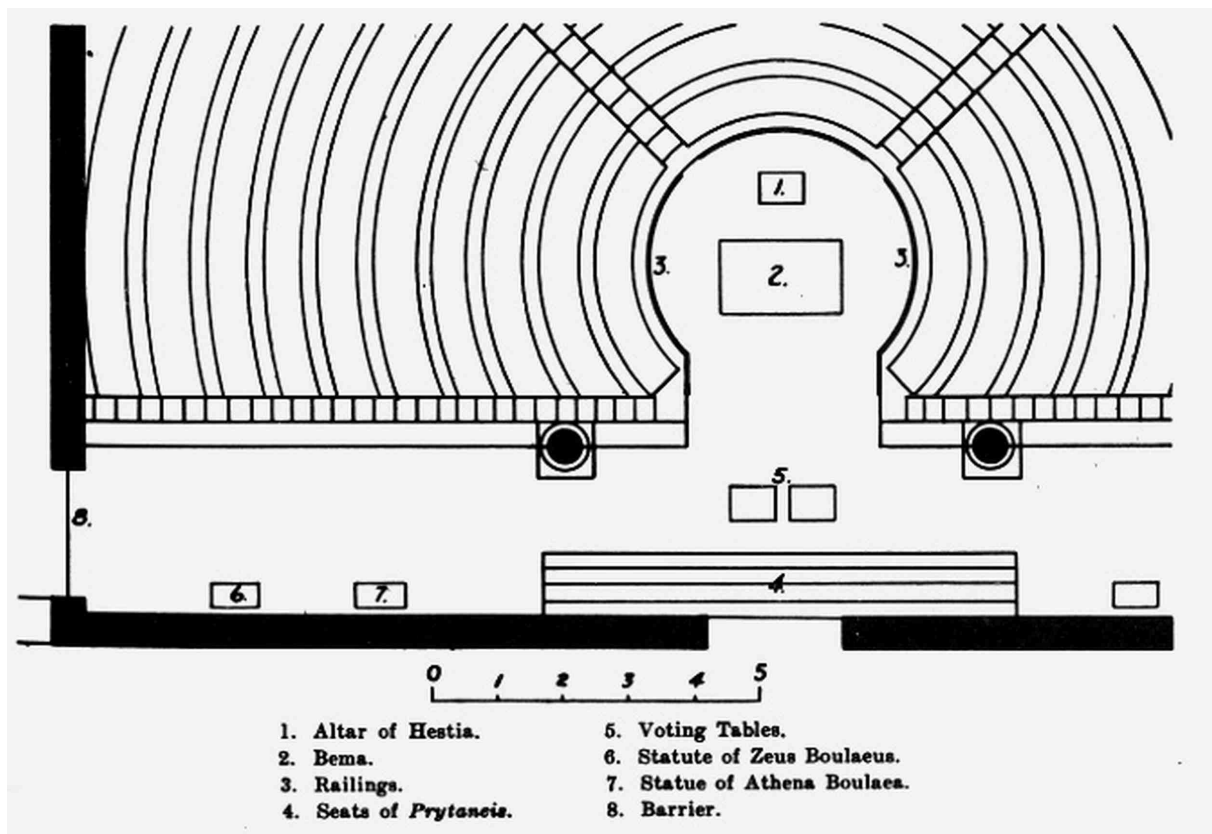 1.
3.
3.
2.
5.
8.
4.
6.
7.
0 1 2 3 4 5
1. Altar of Hestia.
2. Bema.
3. Railings.
4. Seats of Prytaneis.
5. Voting Tables.
6. Statute of Zeus Boulaeus.
7. Statue of Athena Boulaea.
8. Barrier.